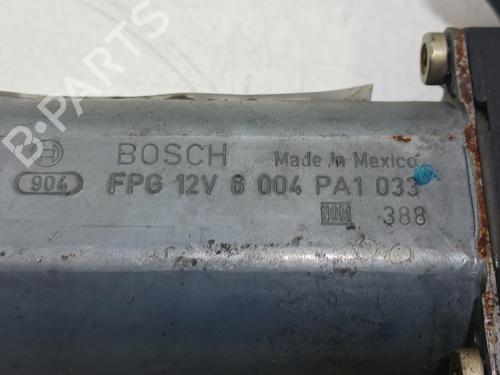 B-PARTS
BOSCH Made in Mexico
904 FPG 12V 6 004 PA1 033
NOM 388